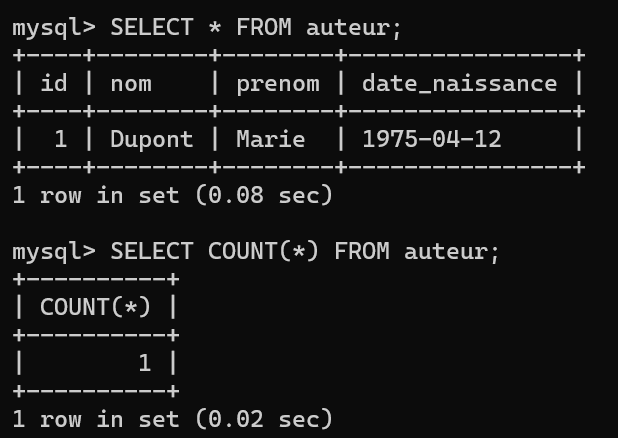 mysql> SELECT * FROM auteur;
+----+--------+--------+----------------+
| id | nom    | prenom | date_naissance |
+----+--------+--------+----------------+
|  1 | Dupont | Marie  | 1975-04-12     |
+----+--------+--------+----------------+
1 row in set (0.08 sec)

mysql> SELECT COUNT(*) FROM auteur;
+----------+
| COUNT(*) |
+----------+
|        1 |
+----------+
1 row in set (0.02 sec)